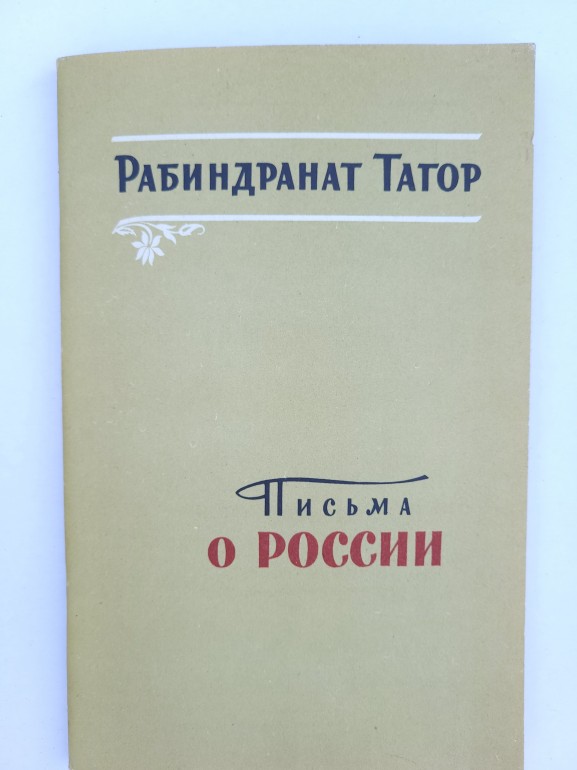 Рабиндранат Тагор
Письма
о России